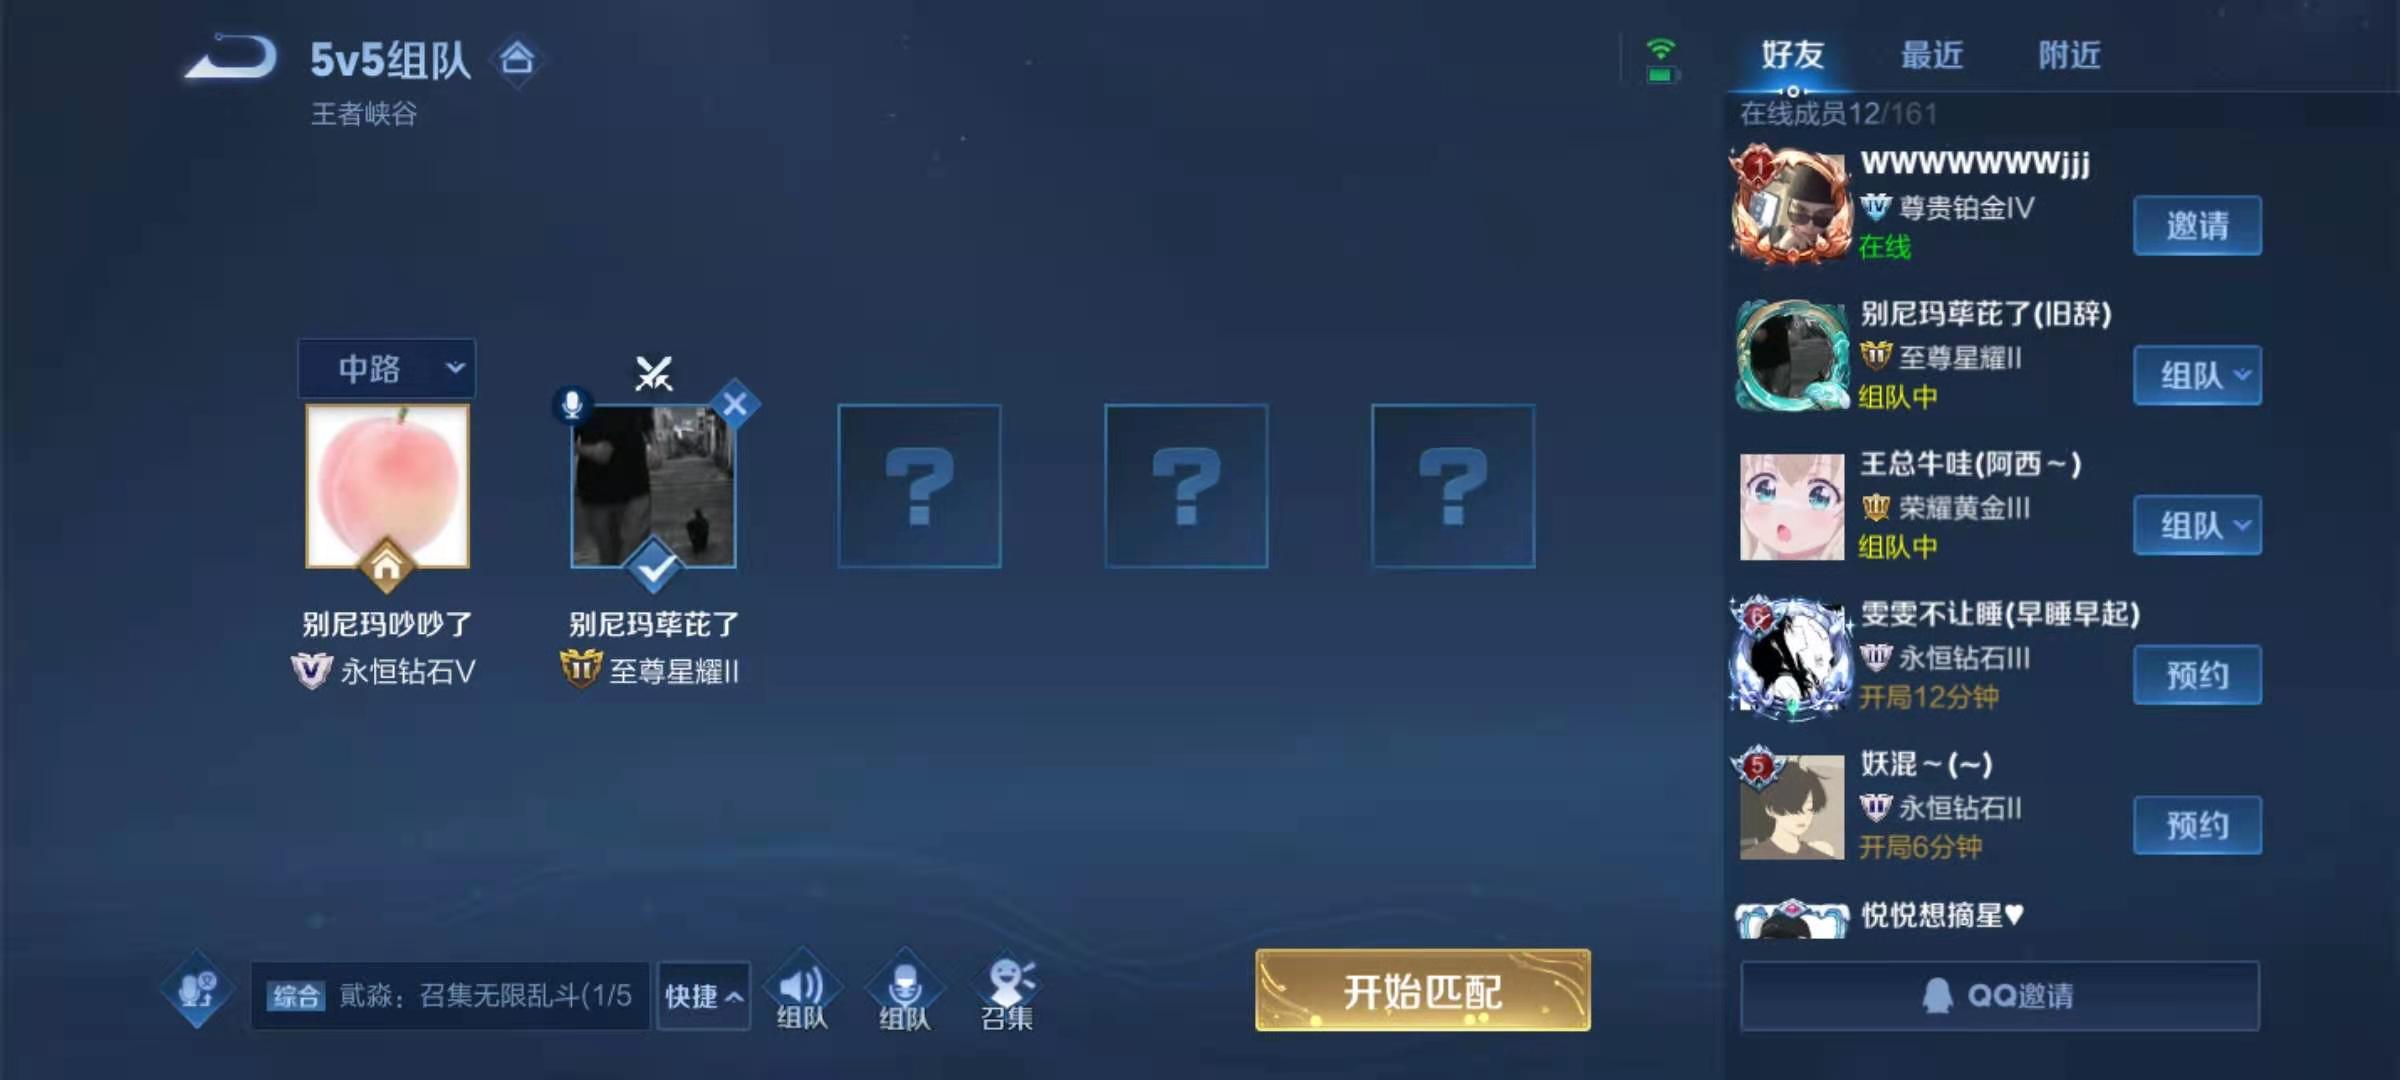 5v5组队
王者峡谷
好友 最近 附近
在线成员12/161
WWWWWWWjjj
尊贵铂金IV
在线
邀请
别尼玛荜芘了(旧辞)
至尊星耀II
组队中
组队
王总牛哇(阿西~)
荣耀黄金III
组队中
组队
雯雯不让睡(早睡早起)
永恒钻石III
开局12分钟
预约
妖混~(~)
永恒钻石II
开局6分钟
预约
悦悦想摘星♥
QQ邀请
中路
别尼玛吵吵了
永恒钻石V
别尼玛荜芘了
至尊星耀II
综合 貳淼：召集无限乱斗(1/5
快捷
组队
组队
召集
开始匹配